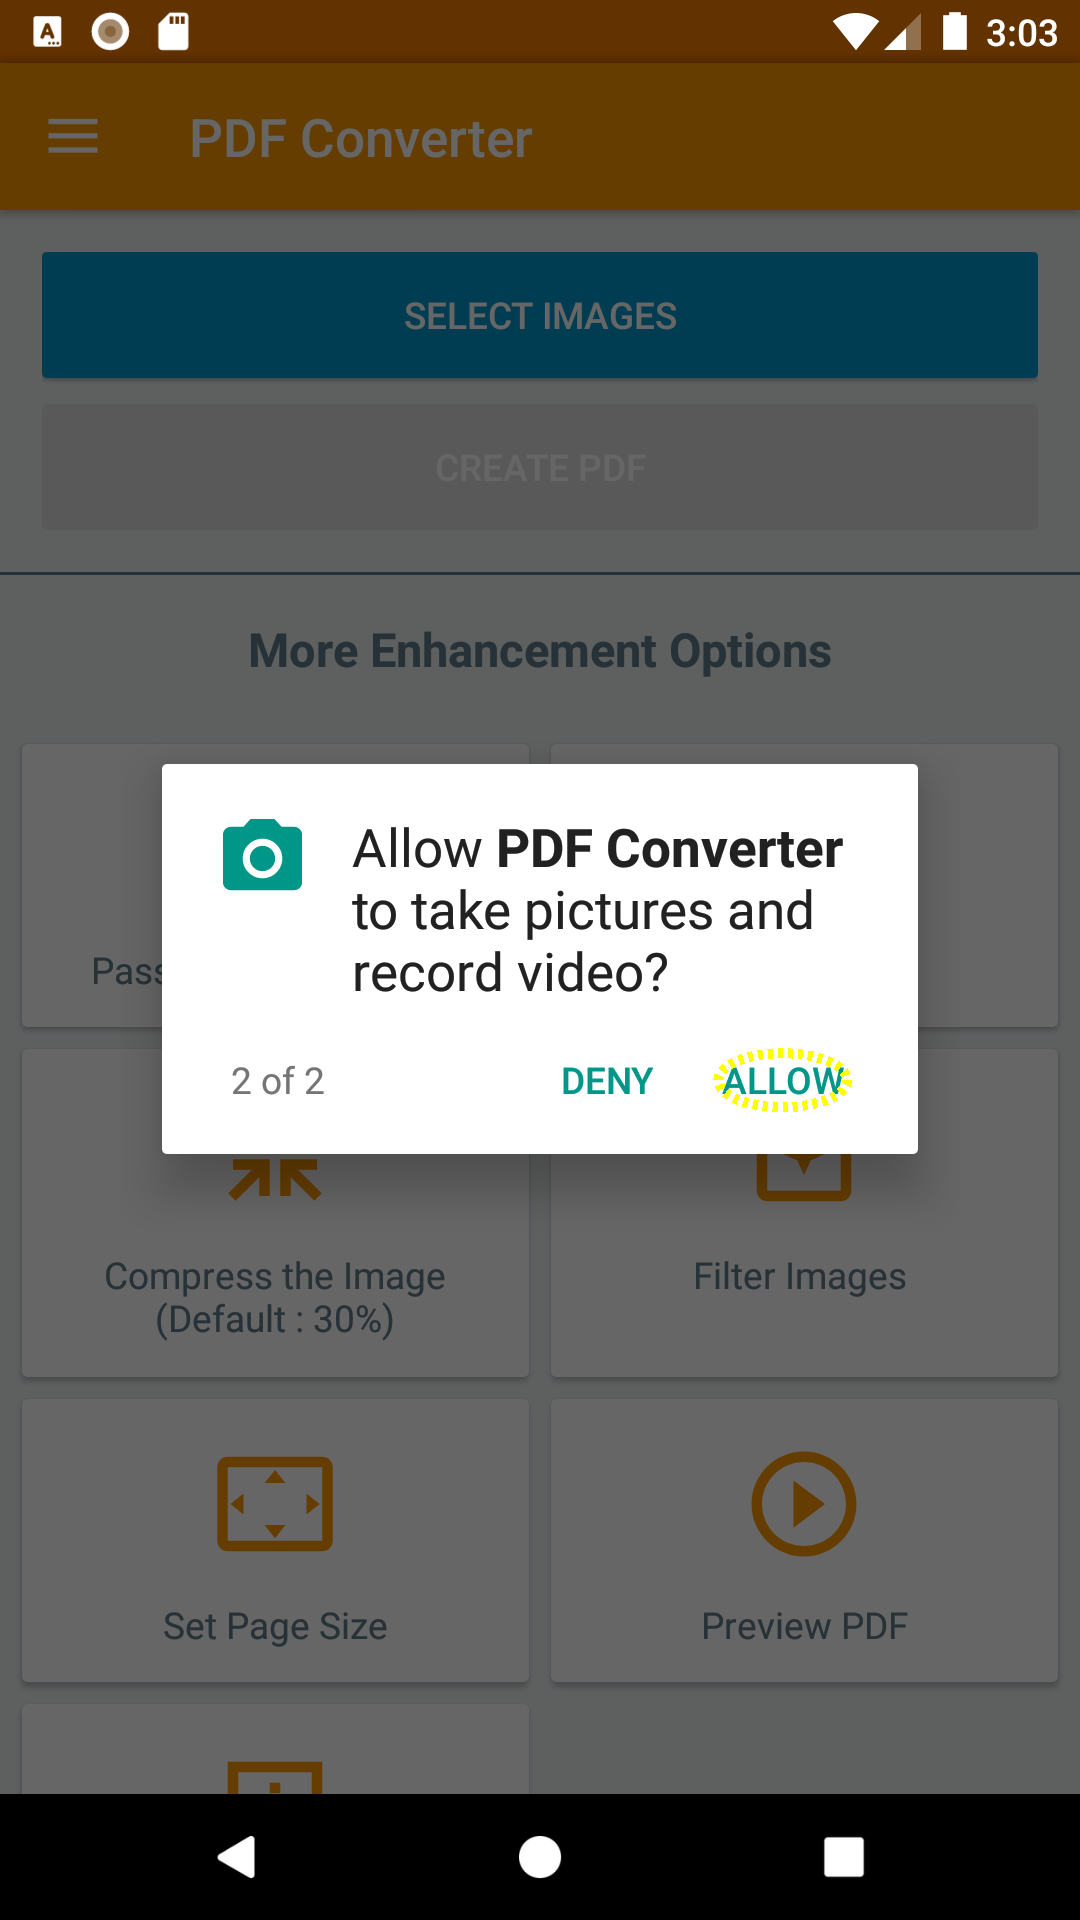 3:03
PDF Converter
SELECT IMAGES
CREATE PDF
More Enhancement Options
Allow PDF Converter
to take pictures and
record video?
2 of 2 DENY ALLOW
Compress the Image
(Default : 30%)
Filter Images
Set Page Size
Preview PDF